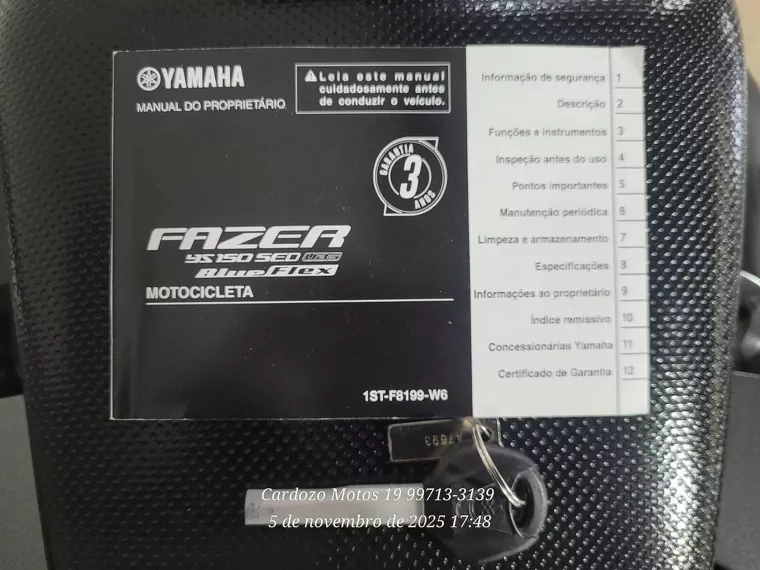 YAMAHA
MANUAL DO PROPRIETÁRIO
Leia este manual
cuidadosamente antes
de conduzir o veículo.
GARANTIA
3
ANOS
FAZER
YS 150 SED UBS
BlueFlex
MOTOCICLETA
1ST-F8199-W6
Informação de segurança 1
Descrição 2
Funções e instrumentos 3
Inspeção antes do uso 4
Pontos importantes 5
Manutenção periódica 6
Limpeza e armazenamento 7
Especificações 8
Informações ao proprietário 9
Índice remissivo 10
Concessionárias Yamaha 11
Certificado de Garantia 12
Cardozo Motos 19 99713-3139
5 de novembro de 2025 17:48